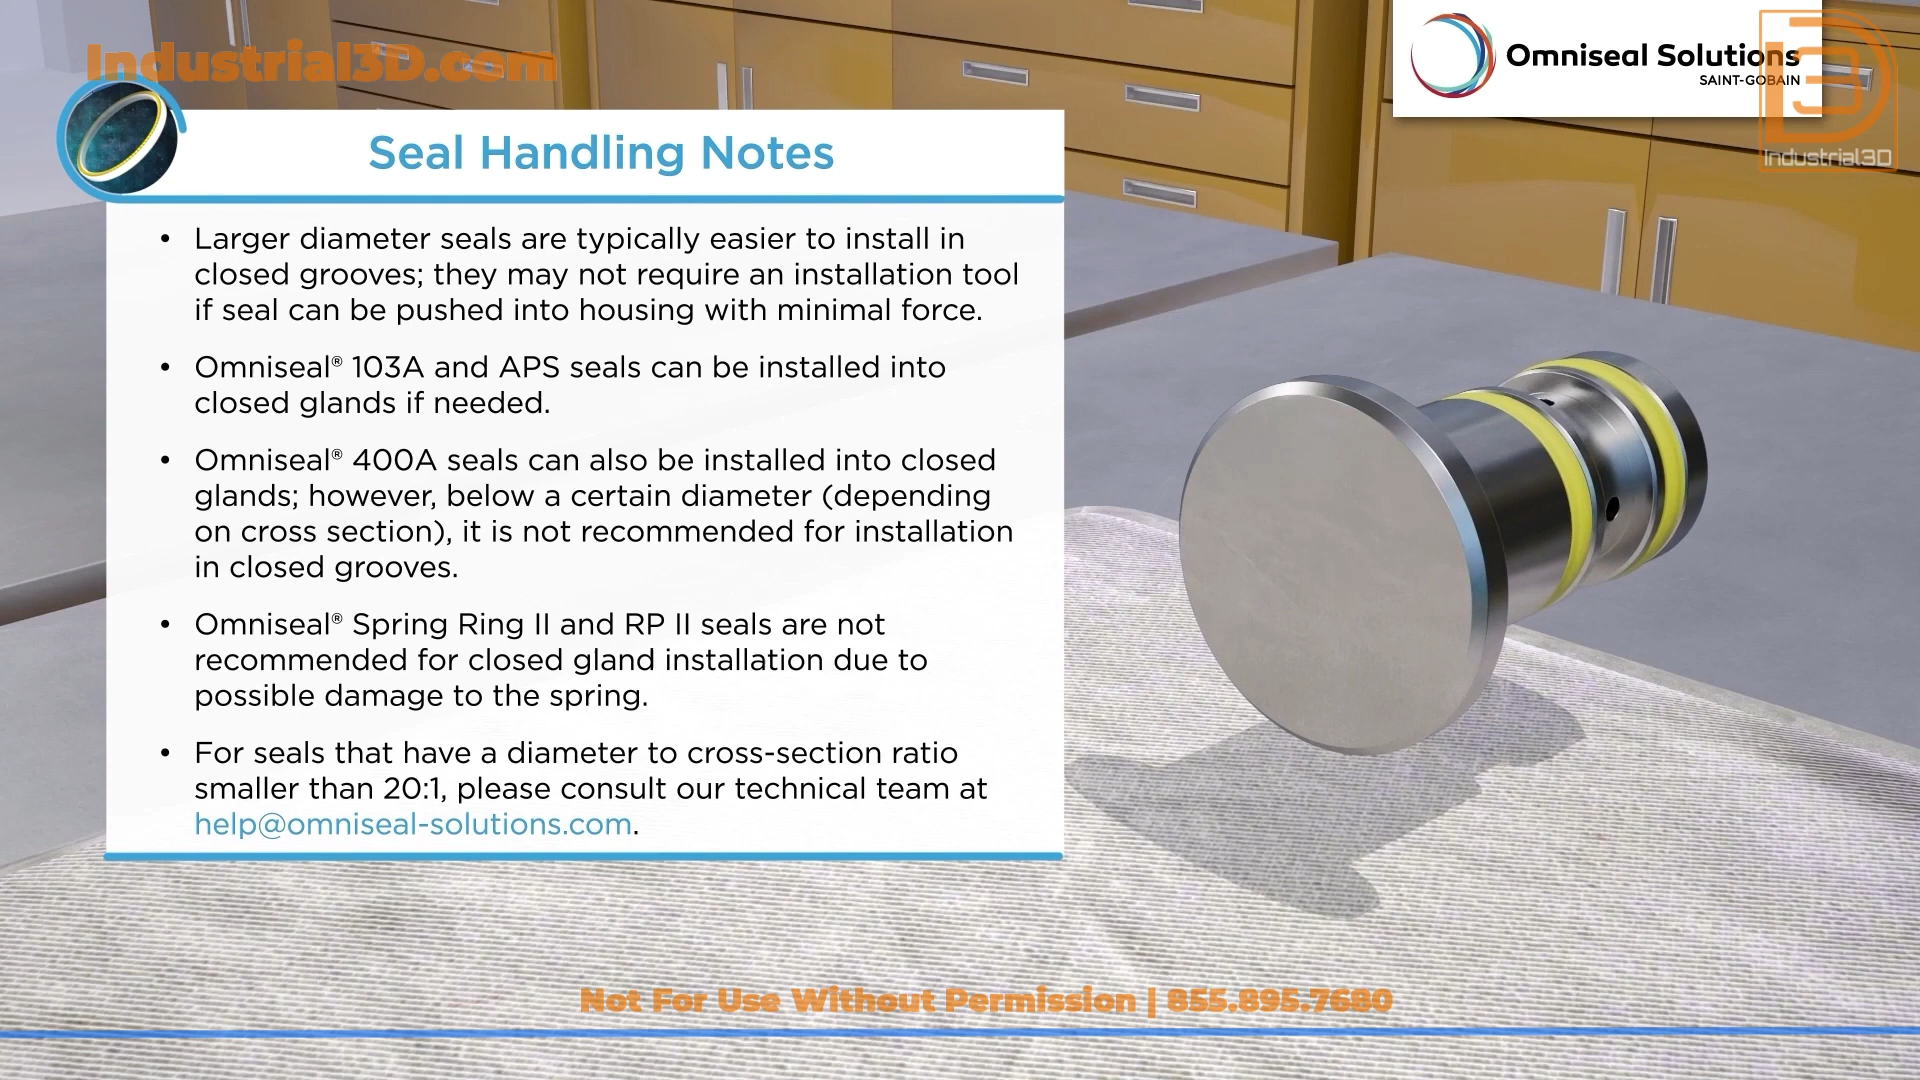 Industrial3D.com
Omniseal Solutions
SAINT-GOBAIN
Industrial3D
Seal Handling Notes
• Larger diameter seals are typically easier to install in
closed grooves; they may not require an installation tool
if seal can be pushed into housing with minimal force.
• Omniseal® 103A and APS seals can be installed into
closed glands if needed.
• Omniseal® 400A seals can also be installed into closed
glands; however, below a certain diameter (depending
on cross section), it is not recommended for installation
in closed grooves.
• Omniseal® Spring Ring II and RP II seals are not
recommended for closed gland installation due to
possible damage to the spring.
• For seals that have a diameter to cross-section ratio
smaller than 20:1, please consult our technical team at
help@omniseal-solutions.com.
Not For Use Without Permission | 855.895.7680